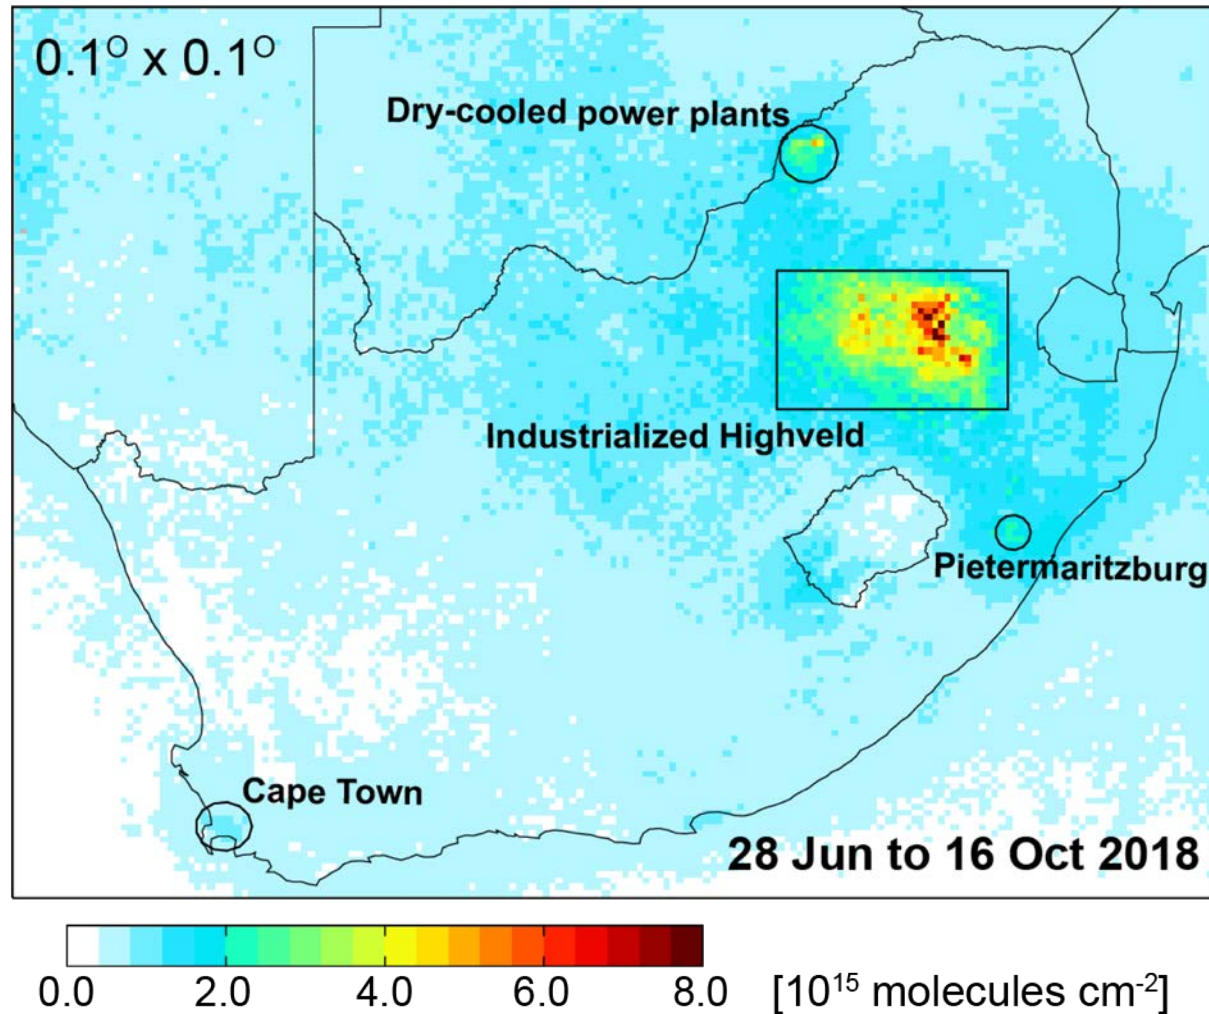 0.1° x 0.1°
Dry-cooled power plants
Industrialized Highveld
Pietermaritzburg
Cape Town
28 Jun to 16 Oct 2018
0.0 2.0 4.0 6.0 8.0 [10¹⁵ molecules cm⁻²]